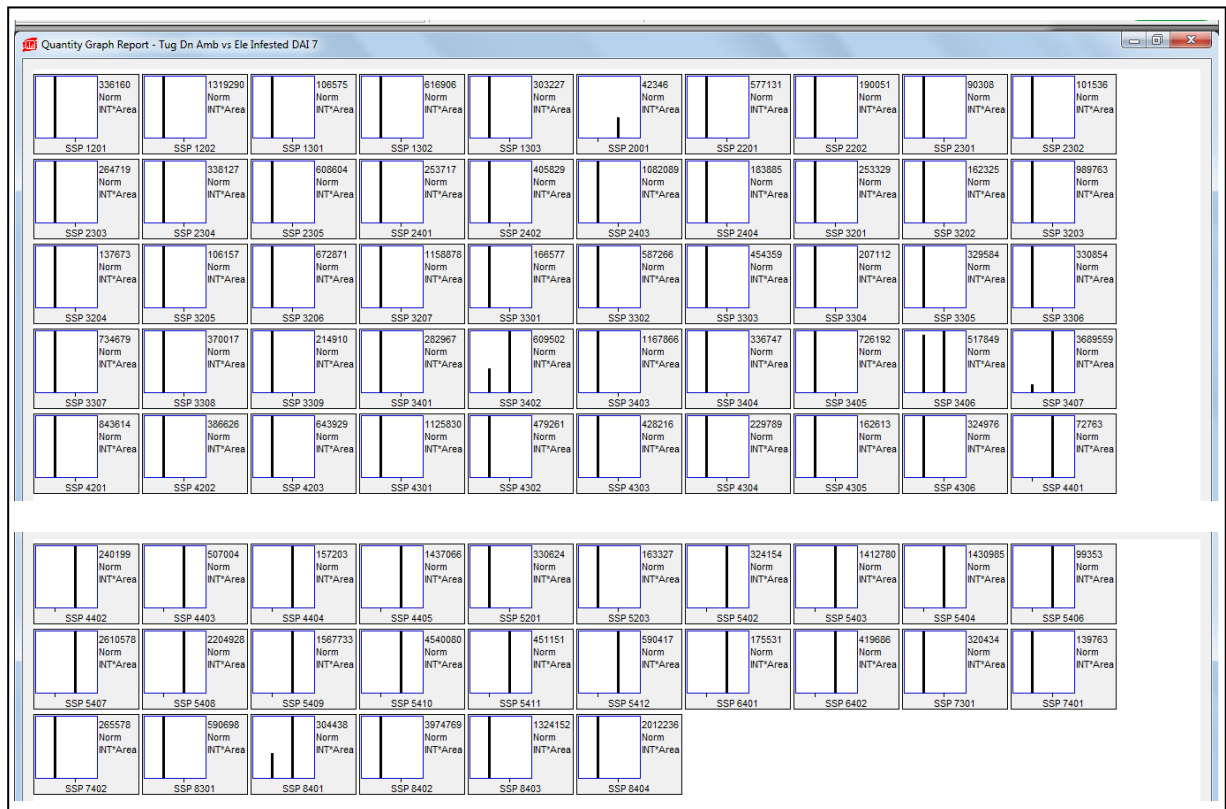 Quantity Graph Report - Tug Dn Amb vs Ele Infested DAI 7
336160 1319290 106575 616906 303227 42346 577131 190051 90308 101536
Norm Norm Norm Norm Norm Norm Norm Norm Norm Norm
INT*Area INT*Area INT*Area INT*Area INT*Area INT*Area INT*Area INT*Area INT*Area INT*Area
SSP 1201 SSP 1202 SSP 1301 SSP 1302 SSP 1303 SSP 2001 SSP 2201 SSP 2202 SSP 2301 SSP 2302
264719 338127 608604 253717 405829 1082089 183885 253329 162325 989763
Norm Norm Norm Norm Norm Norm Norm Norm Norm Norm
INT*Area INT*Area INT*Area INT*Area INT*Area INT*Area INT*Area INT*Area INT*Area INT*Area
SSP 2303 SSP 2304 SSP 2305 SSP 2401 SSP 2402 SSP 2403 SSP 2404 SSP 3201 SSP 3202 SSP 3203
137673 106157 672871 1158878 166577 587266 454359 207112 329584 330854
Norm Norm Norm Norm Norm Norm Norm Norm Norm Norm
INT*Area INT*Area INT*Area INT*Area INT*Area INT*Area INT*Area INT*Area INT*Area INT*Area
SSP 3204 SSP 3205 SSP 3206 SSP 3207 SSP 3301 SSP 3302 SSP 3303 SSP 3304 SSP 3305 SSP 3306
734679 370017 214910 282967 609502 1167866 336747 726192 517849 3689559
Norm Norm Norm Norm Norm Norm Norm Norm Norm Norm
INT*Area INT*Area INT*Area INT*Area INT*Area INT*Area INT*Area INT*Area INT*Area INT*Area
SSP 3307 SSP 3308 SSP 3309 SSP 3401 SSP 3402 SSP 3403 SSP 3404 SSP 3405 SSP 3406 SSP 3407
843614 386626 643929 1125830 479261 428216 229789 162613 324976 72763
Norm Norm Norm Norm Norm Norm Norm Norm Norm Norm
INT*Area INT*Area INT*Area INT*Area INT*Area INT*Area INT*Area INT*Area INT*Area INT*Area
SSP 4201 SSP 4202 SSP 4203 SSP 4301 SSP 4302 SSP 4303 SSP 4304 SSP 4305 SSP 4306 SSP 4401
240199 507004 157203 1437066 330624 163327 324154 1412780 1430985 99353
Norm Norm Norm Norm Norm Norm Norm Norm Norm Norm
INT*Area INT*Area INT*Area INT*Area INT*Area INT*Area INT*Area INT*Area INT*Area INT*Area
SSP 4402 SSP 4403 SSP 4404 SSP 4405 SSP 5201 SSP 5203 SSP 5402 SSP 5403 SSP 5404 SSP 5406
2610578 2204928 1567733 4540080 451151 590417 175531 419686 320434 139763
Norm Norm Norm Norm Norm Norm Norm Norm Norm Norm
INT*Area INT*Area INT*Area INT*Area INT*Area INT*Area INT*Area INT*Area INT*Area INT*Area
SSP 5407 SSP 5408 SSP 5409 SSP 5410 SSP 5411 SSP 5412 SSP 6401 SSP 6402 SSP 7301 SSP 7401
265578 590698 304438 3974769 1324152 2012236
Norm Norm Norm Norm Norm Norm
INT*Area INT*Area INT*Area INT*Area INT*Area INT*Area
SSP 7402 SSP 8301 SSP 8401 SSP 8402 SSP 8403 SSP 8404